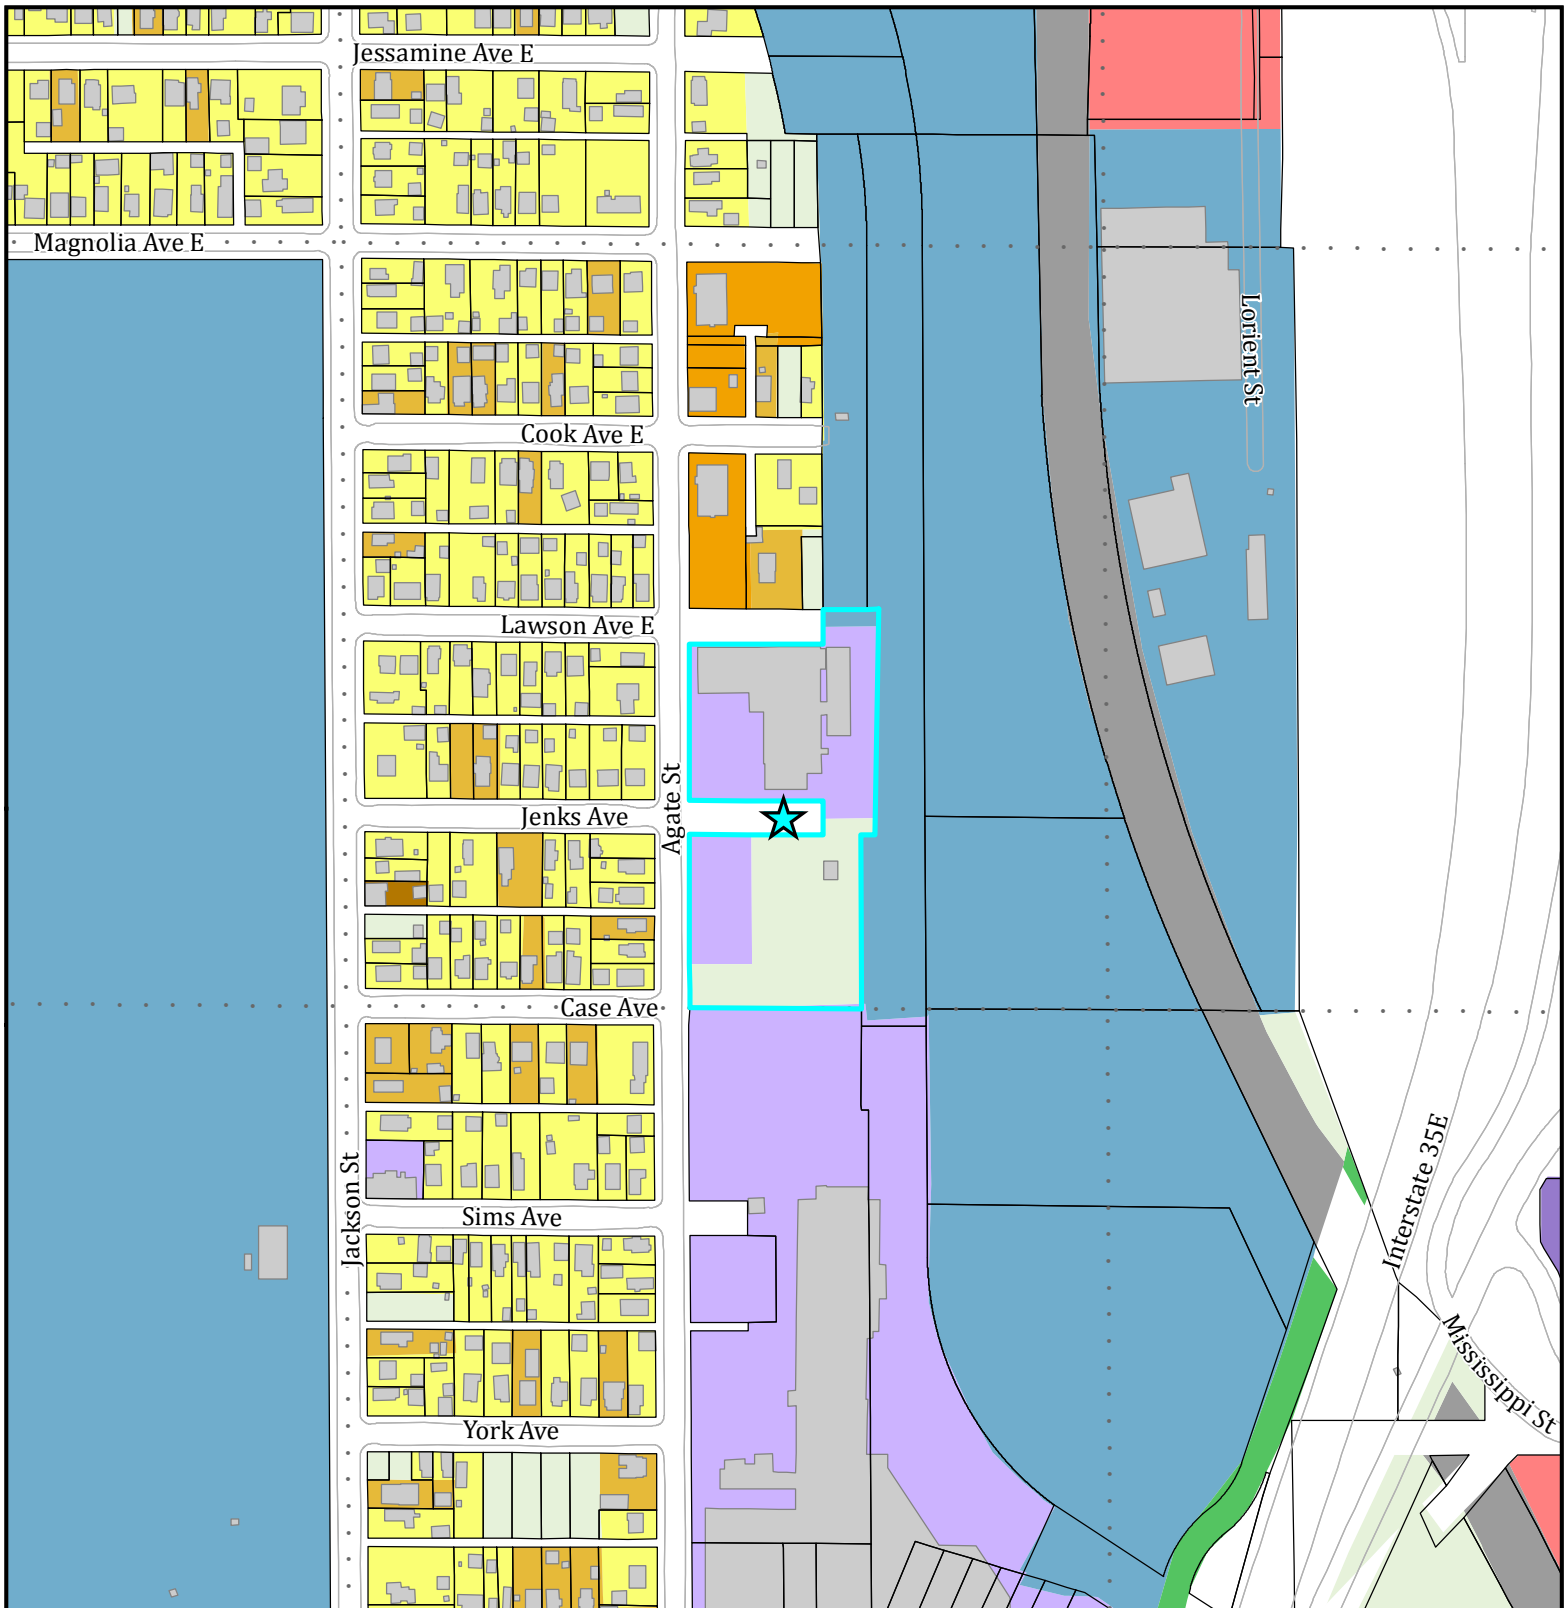 Jessamine Ave E
Magnolia Ave E
Lorient St
Cook Ave E
Lawson Ave E
Agate St
Jenks Ave
Case Ave
Interstate 35E
Jackson St
Sims Ave
Mississippi St
York Ave